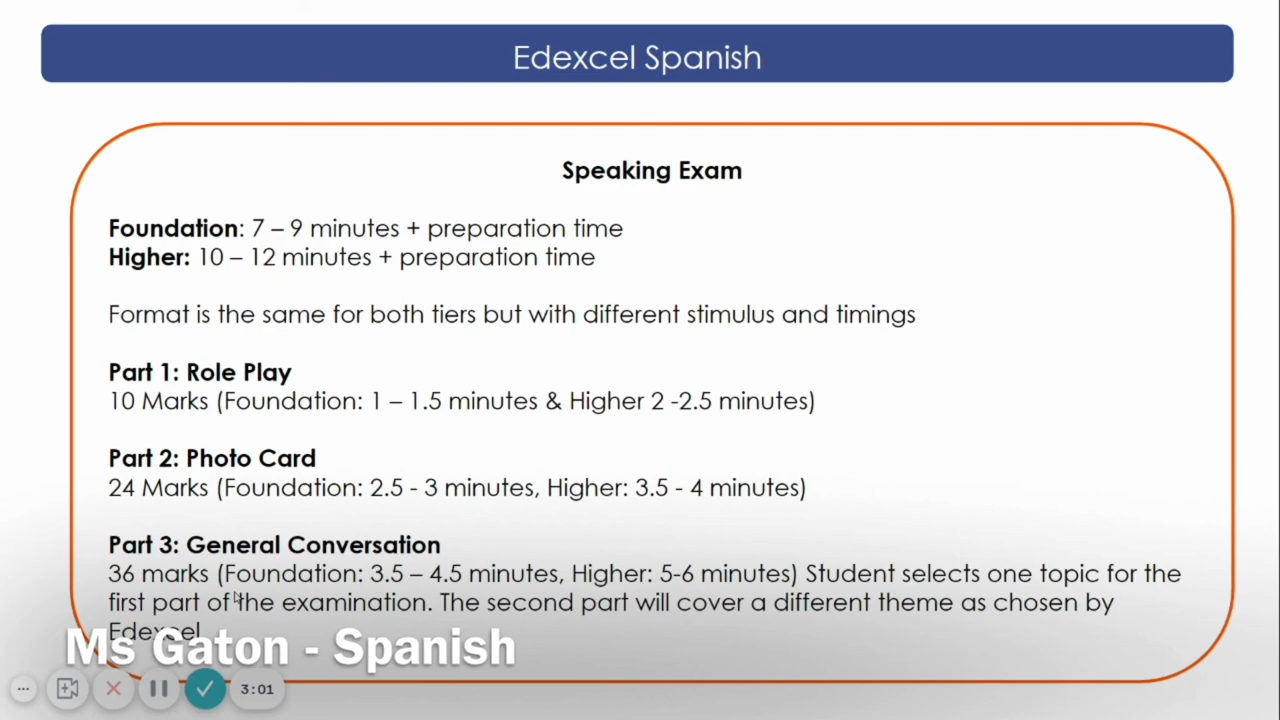 Edexcel Spanish
Speaking Exam
Foundation: 7 – 9 minutes + preparation time
Higher: 10 – 12 minutes + preparation time
Format is the same for both tiers but with different stimulus and timings
Part 1: Role Play
10 Marks (Foundation: 1 – 1.5 minutes & Higher 2 -2.5 minutes)
Part 2: Photo Card
24 Marks (Foundation: 2.5 - 3 minutes, Higher: 3.5 - 4 minutes)
Part 3: General Conversation
36 marks (Foundation: 3.5 – 4.5 minutes, Higher: 5-6 minutes) Student selects one topic for the
first part of the examination. The second part will cover a different theme as chosen by
Edexcel
Ms Gaton - Spanish
3:01